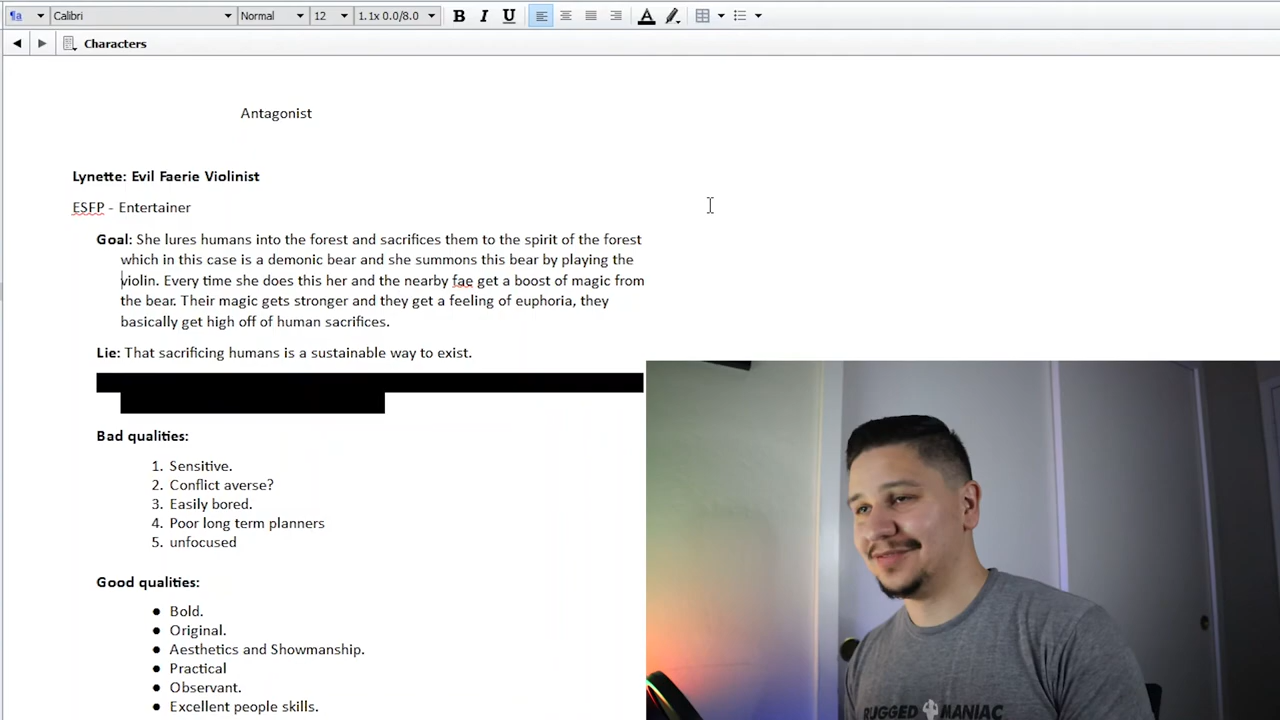 Calibri Normal 12 1.1x 0.0/8.0 B I U A
Characters
Antagonist
Lynette: Evil Faerie Violinist
ESFP - Entertainer
Goal: She lures humans into the forest and sacrifices them to the spirit of the forest
which in this case is a demonic bear and she summons this bear by playing the
violin. Every time she does this her and the nearby fae get a boost of magic from
the bear. Their magic gets stronger and they get a feeling of euphoria, they
basically get high off of human sacrifices.
Lie: That sacrificing humans is a sustainable way to exist.
Bad qualities:
1. Sensitive.
2. Conflict averse?
3. Easily bored.
4. Poor long term planners
5. unfocused
Good qualities:
● Bold.
● Original.
● Aesthetics and Showmanship.
● Practical
● Observant.
● Excellent people skills.
RUGGED MANIAC